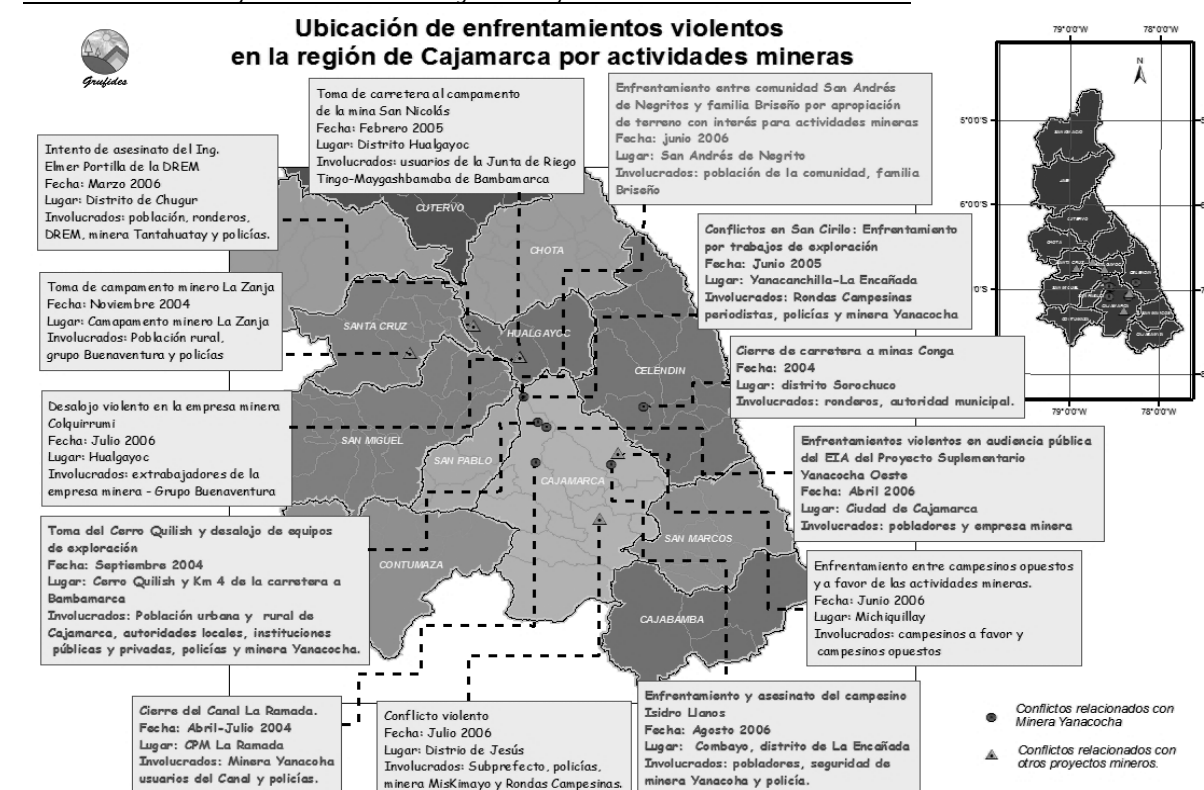 Ubicación de enfrentamientos violentos
en la región de Cajamarca por actividades mineras
Grufides
Toma de carretera al campamento
de la mina San Nicolás
Fecha: Febrero 2005
Lugar: Distrito Hualgayoc
Involucrados: usuarios de la Junta de Riego
Tingo-Maygashbamaba de Bambamarca
Enfrentamiento entre comunidad San Andrés
de Negritos y familia Briseño por apropiación
de terreno con interés para actividades mineras
Fecha: junio 2006
Lugar: San Andrés de Negrito
Involucrados: población de la comunidad, familia
Briseño
Intento de asesinato del Ing.
Elmer Portilla de la DREM
Fecha: Marzo 2006
Lugar: Distrito de Chugur
Involucrados: población, ronderos,
DREM, minera Tantahuatay y policías.
Conflictos en San Cirilo: Enfrentamiento
por trabajos de exploración
Fecha: Junio 2005
Lugar: Yanacanchilla-La Encañada
Involucrados: Rondas Campesinas
periodistas, policías y minera Yanacocha
Toma de campamento minero La Zanja
Fecha: Noviembre 2004
Lugar: Camapamento minero La Zanja
Involucrados: Población rural,
grupo Buenaventura y policías
Cierre de carretera a minas Conga
Fecha: 2004
Lugar: distrito Sorochuco
Involucrados: ronderos, autoridad municipal.
Desalojo violento en la empresa minera
Colquirrumi
Fecha: Julio 2006
Lugar: Hualgayoc
Involucrados: extrabajadores de la
empresa minera - Grupo Buenaventura
Enfrentamientos violentos en audiencia pública
del EIA del Proyecto Suplementario
Yanacocha Oeste
Fecha: Abril 2006
Lugar: Ciudad de Cajamarca
Involucrados: pobladores y empresa minera
Toma del Cerro Quilish y desalojo de equipos
de exploración
Fecha: Septiembre 2004
Lugar: Cerro Quilish y Km 4 de la carretera a
Bambamarca
Involucrados: Población urbana y rural de
Cajamarca, autoridades locales, instituciones
públicas y privadas, policías y minera Yanacocha.
Enfrentamiento entre campesinos opuestos
y a favor de las actividades mineras.
Fecha: Junio 2006
Lugar: Michiquillay
Involucrados: campesinos a favor y
campesinos opuestos
Cierre del Canal La Ramada.
Fecha: Abril-Julio 2004
Lugar: CPM La Ramada
Involucrados: Minera Yanacoha
usuarios del Canal y policías.
Conflicto violento
Fecha: Julio 2006
Lugar: Distrio de Jesús
Involucrados: Subprefecto, policías,
minera MisKimayo y Rondas Campesinas.
Enfrentamiento y asesinato del campesino
Isidro Llanos
Fecha: Agosto 2006
Lugar: Combayo, distrito de La Encañada
Involucrados: pobladores, seguridad de
minera Yanacoha y policía.
CUTERVO
CHOTA
SANTA CRUZ
HUALGAYOC
CELENDIN
SAN MIGUEL
SAN PABLO
CAJAMARCA
SAN MARCOS
CONTUMAZA
CAJABAMBA
79°0'0"W 78°0'0"W
N
5°0'0"S
6°0'0"S
79°0'0"W 78°0'0"W
Conflictos relacionados con
Minera Yanacocha
Conflictos relacionados con
otros proyectos mineros.